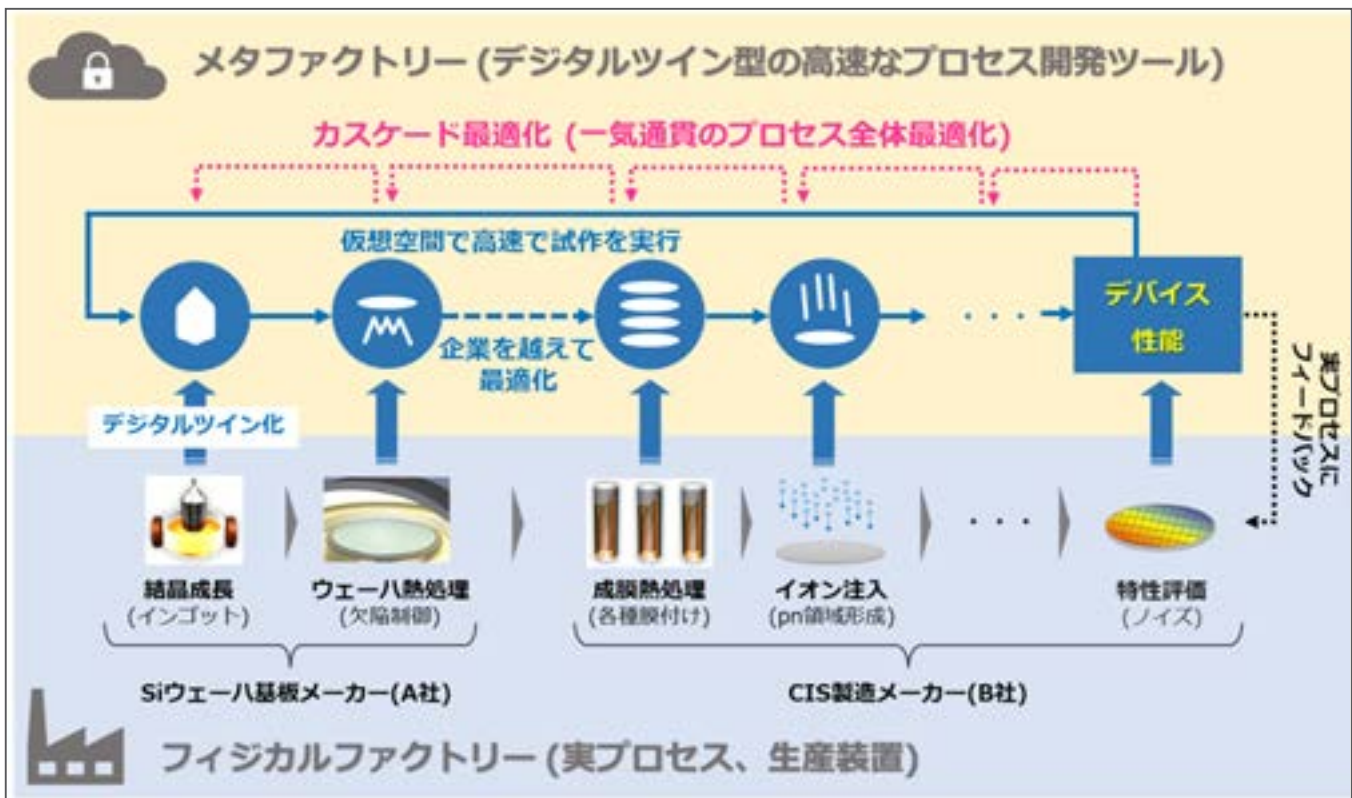 メタファクトリー (デジタルツイン型の高速なプロセス開発ツール)
カスケード最適化 (一気通貫のプロセス全体最適化)
仮想空間で高速で試作を実行
企業を越えて
最適化
・・・
デバイス
性能
実プロセスに
フィードバック
デジタルツイン化
・・・
結晶成長
(インゴット)
ウェーハ熱処理
(欠陥制御)
成膜熱処理
(各種膜付け)
イオン注入
(pn領域形成)
特性評価
(ノイズ)
Siウェーハ基板メーカー(A社)
CIS製造メーカー(B社)
フィジカルファクトリー (実プロセス、生産装置)